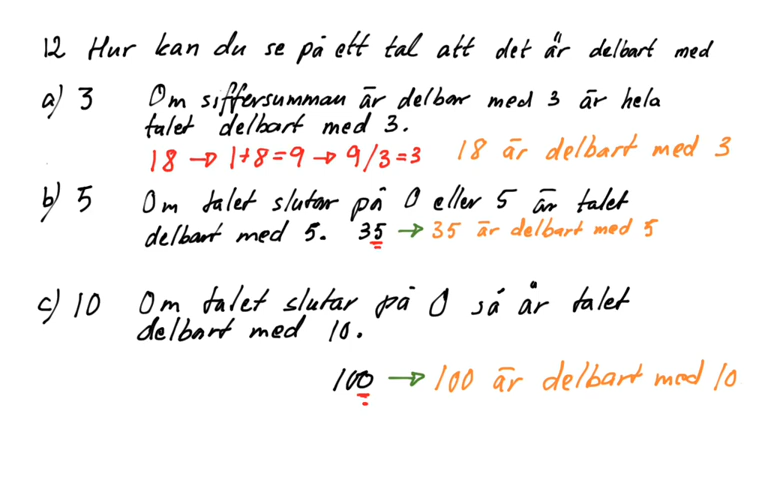 12 Hur kan du se på ett tal att det är delbart med
a) 3 Om siffersumman är delbar med 3 är hela
talet delbart med 3.
18 → 1+8=9 → 9/3=3 18 är delbart med 3
b) 5 Om talet slutar på 0 eller 5 är talet
delbart med 5. 35 → 35 är delbart med 5
c) 10 Om talet slutar på 0 så är talet
delbart med 10.
100 → 100 är delbart med 10